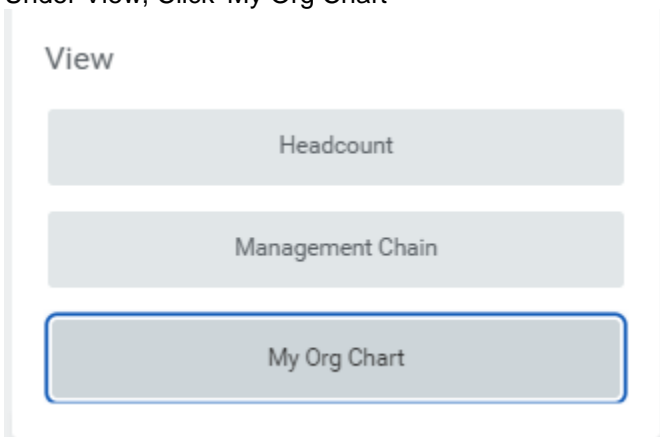 Under View, Click 'My Org Chart'
View
Headcount
Management Chain
My Org Chart